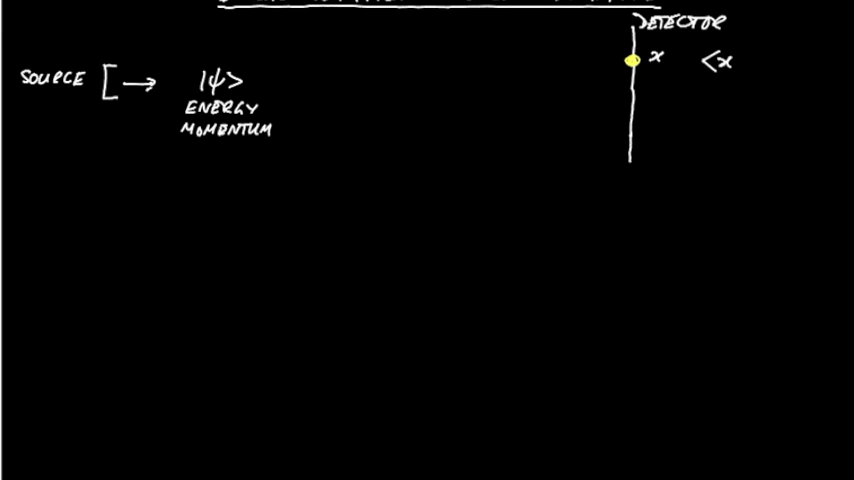 DETECTOR
x <x
SOURCE [→ |ψ>
ENERGY
MOMENTUM